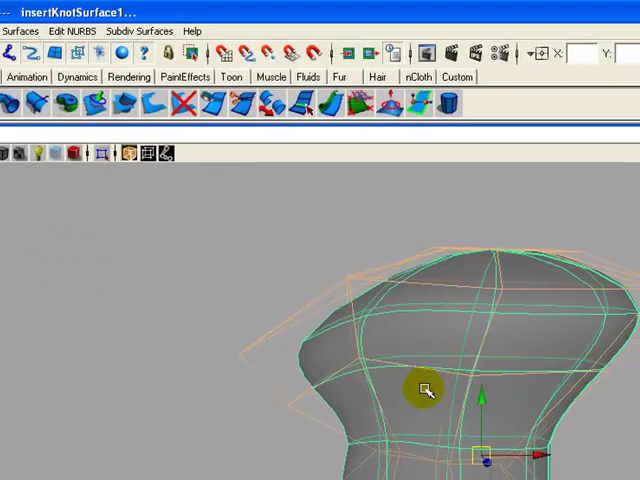 --- insertKnotSurface1...
Surfaces Edit NURBS Subdiv Surfaces Help
? X: Y:
Animation Dynamics Rendering PaintEffects Toon Muscle Fluids Fur Hair nCloth Custom